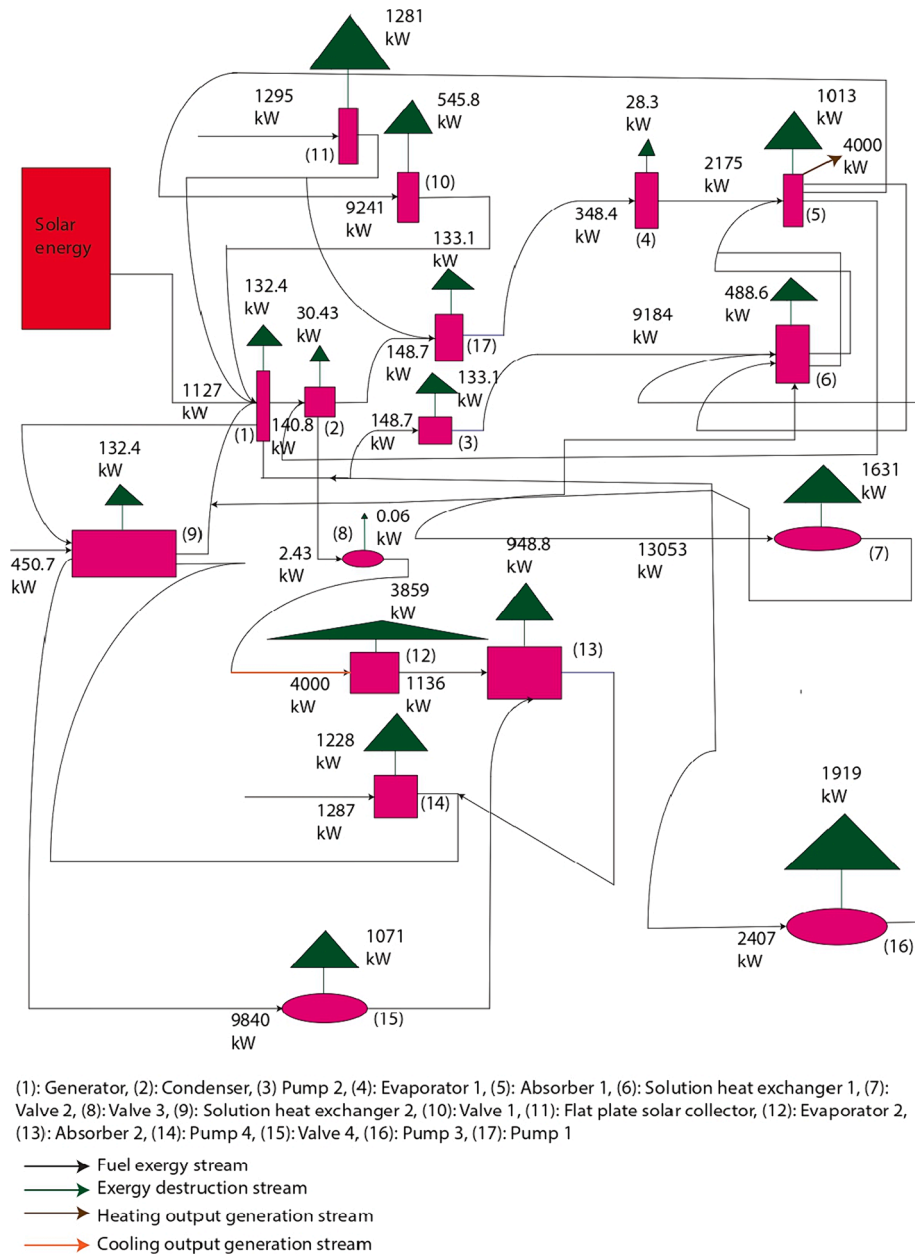 1281
kW
1295
kW
(11)
545.8
kW
(10)
9241
kW
28.3
kW
2175
kW
348.4
kW
(4)
1013
kW
4000
kW
(5)
Solar
energy
133.1
kW
132.4
kW
30.43
kW
148.7
kW
(17)
9184
kW
488.6
kW
(6)
1127
kW
(1)
140.8
kW
(2)
133.1
kW
148.7
kW
(3)
132.4
kW
(9)
450.7
kW
(8)
0.06
kW
2.43
kW
948.8
kW
1631
kW
13053
kW
(7)
3859
kW
(12)
4000
kW
1136
kW
(13)
1228
kW
1287
kW
(14)
1919
kW
2407
kW
(16)
1071
kW
9840
kW
(15)
(1): Generator, (2): Condenser, (3) Pump 2, (4): Evaporator 1, (5): Absorber 1, (6): Solution heat exchanger 1, (7):
Valve 2, (8): Valve 3, (9): Solution heat exchanger 2, (10): Valve 1, (11): Flat plate solar collector, (12): Evaporator 2,
(13): Absorber 2, (14): Pump 4, (15): Valve 4, (16): Pump 3, (17): Pump 1
Fuel exergy stream
Exergy destruction stream
Heating output generation stream
Cooling output generation stream